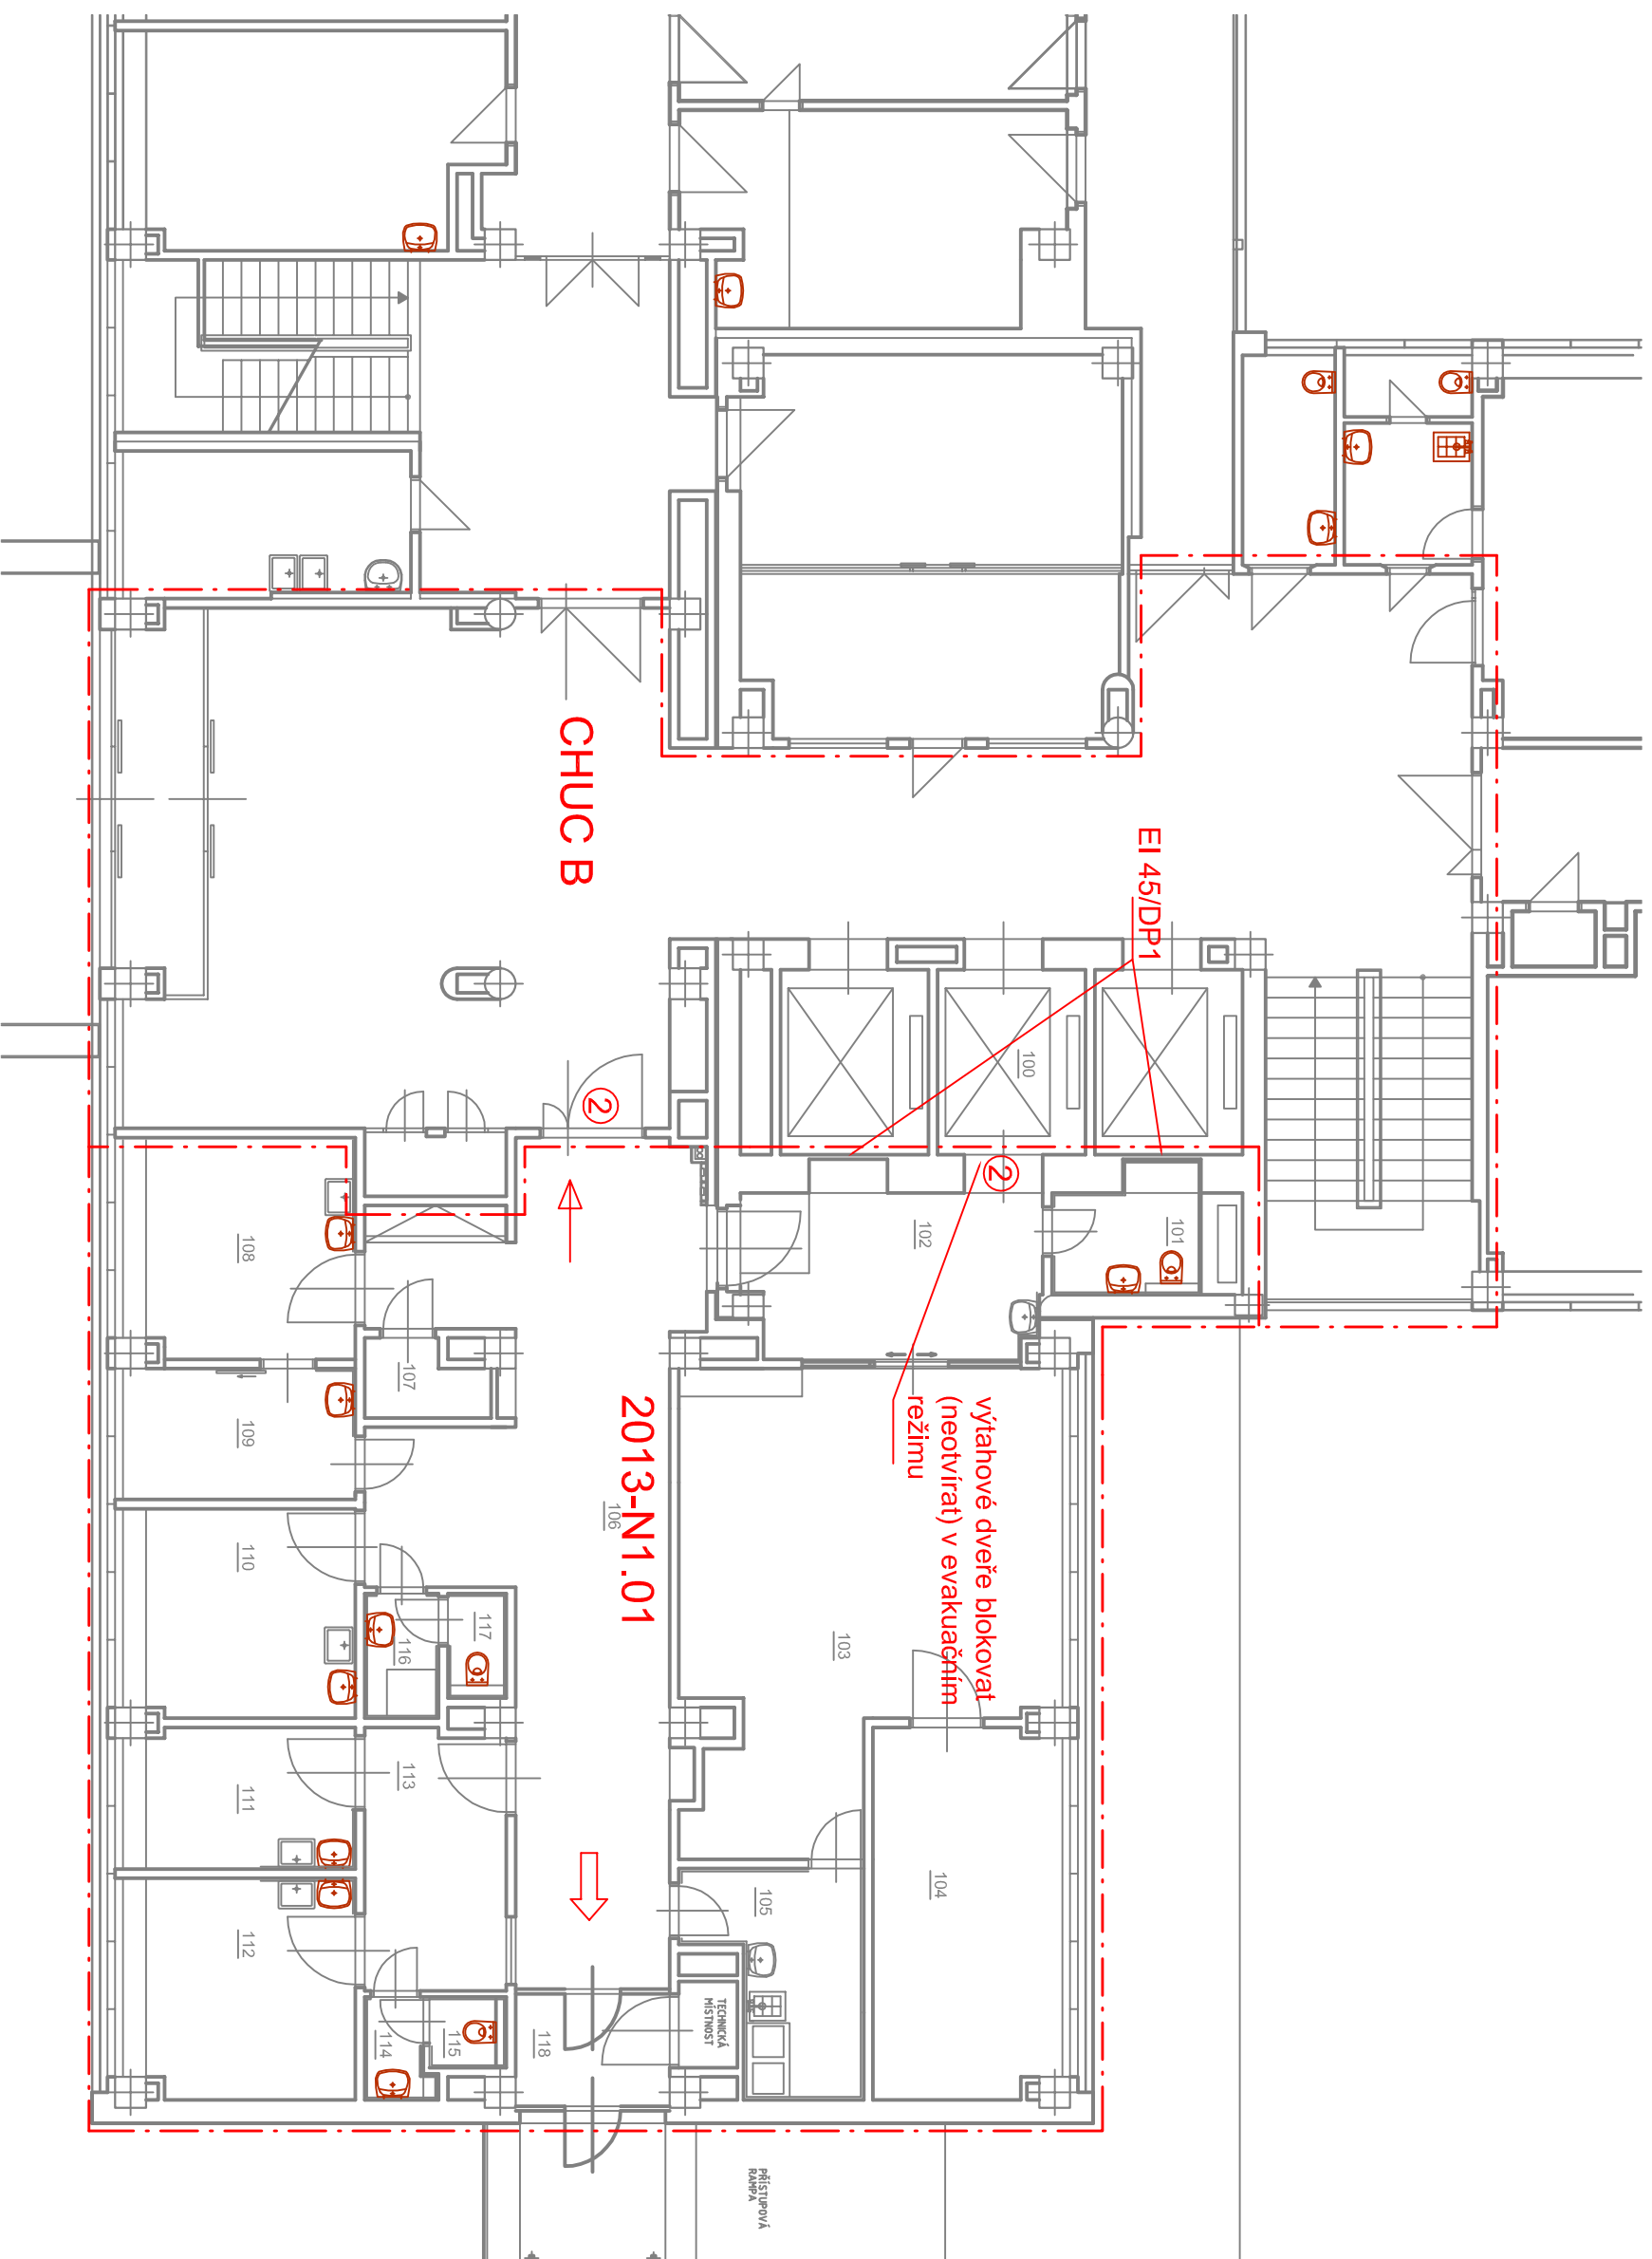 CHUC B
EI 45/DP1
2
2
2013-N1.01
výtahové dveře blokovat
(neotvírat) v evakuačním
režimu
100
101
102
103
104
105
106
107
108
109
110
111
112
113
114
115
116
117
118
TECHNICKÁ
MÍSTNOST
PŘÍSTUPOVÁ
RAMPA